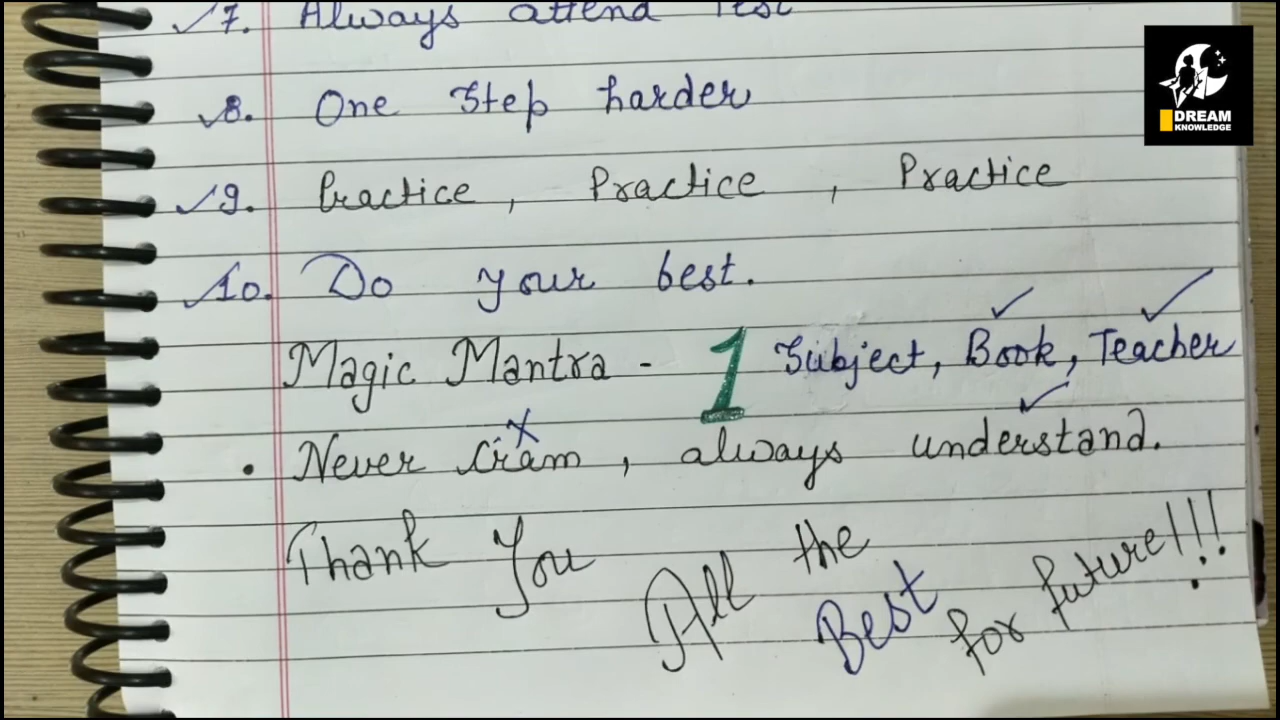 7. Always attend Test
8. One Step harder
9. Practice, Practice, Practice
10. Do your best.
Magic Mantra - 1 Subject, Book, Teacher
. Never Cram, always understand.
Thank You
All the Best for future!!!
DREAM
KNOWLEDGE